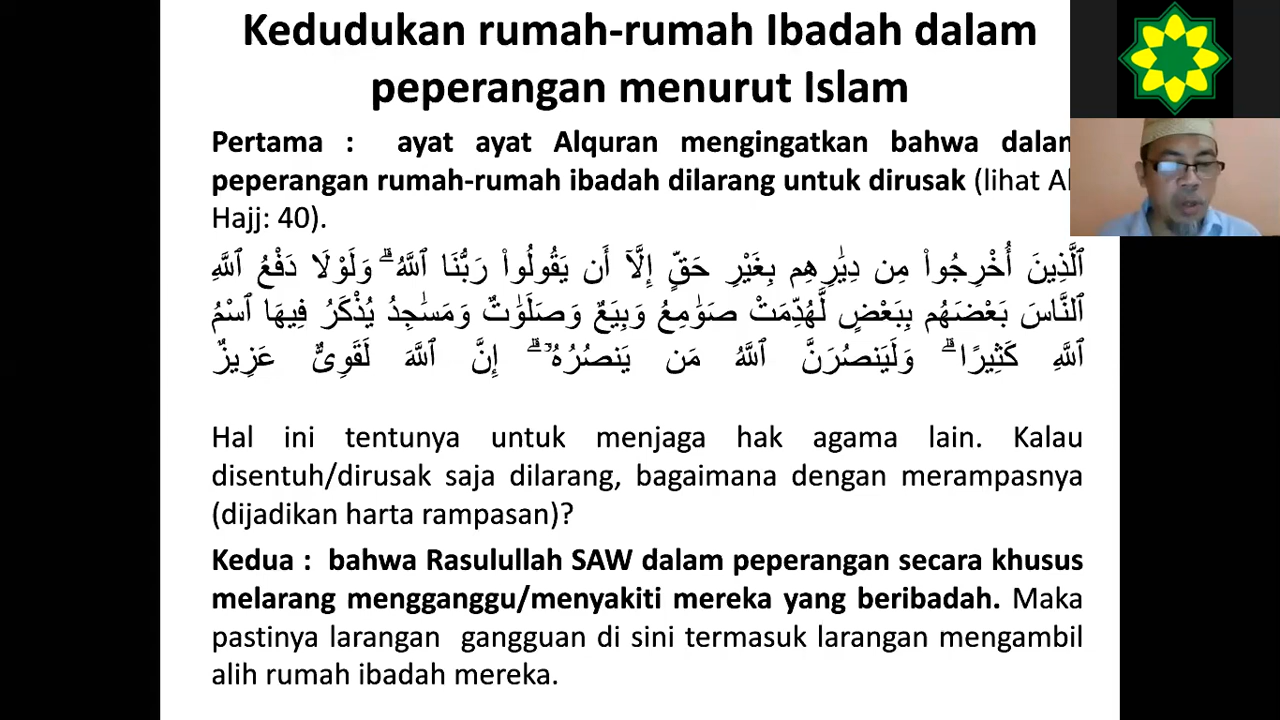 Kedudukan rumah-rumah Ibadah dalam
peperangan menurut Islam
Pertama : ayat ayat Alquran mengingatkan bahwa dalam
peperangan rumah-rumah ibadah dilarang untuk dirusak (lihat Al
Hajj: 40).
ٱلَّذِينَ أُخْرِجُوا۟ مِن دِيَٰرِهِم بِغَيْرِ حَقٍّ إِلَّآ أَن يَقُولُوا۟ رَبُّنَا ٱللَّهُ ۗ وَلَوْلَا دَفْعُ ٱللَّهِ
ٱلنَّاسَ بَعْضَهُم بِبَعْضٍ لَّهُدِّمَتْ صَوَٰمِعُ وَبِيَعٌ وَصَلَوَٰتٌ وَمَسَٰجِدُ يُذْكَرُ فِيهَا ٱسْمُ
ٱللَّهِ كَثِيرًا ۗ وَلَيَنصُرَنَّ ٱللَّهُ مَن يَنصُرُهُۥٓ ۗ إِنَّ ٱللَّهَ لَقَوِىٌّ عَزِيزٌ
Hal ini tentunya untuk menjaga hak agama lain. Kalau
disentuh/dirusak saja dilarang, bagaimana dengan merampasnya
(dijadikan harta rampasan)?
Kedua : bahwa Rasulullah SAW dalam peperangan secara khusus
melarang mengganggu/menyakiti mereka yang beribadah. Maka
pastinya larangan gangguan di sini termasuk larangan mengambil
alih rumah ibadah mereka.